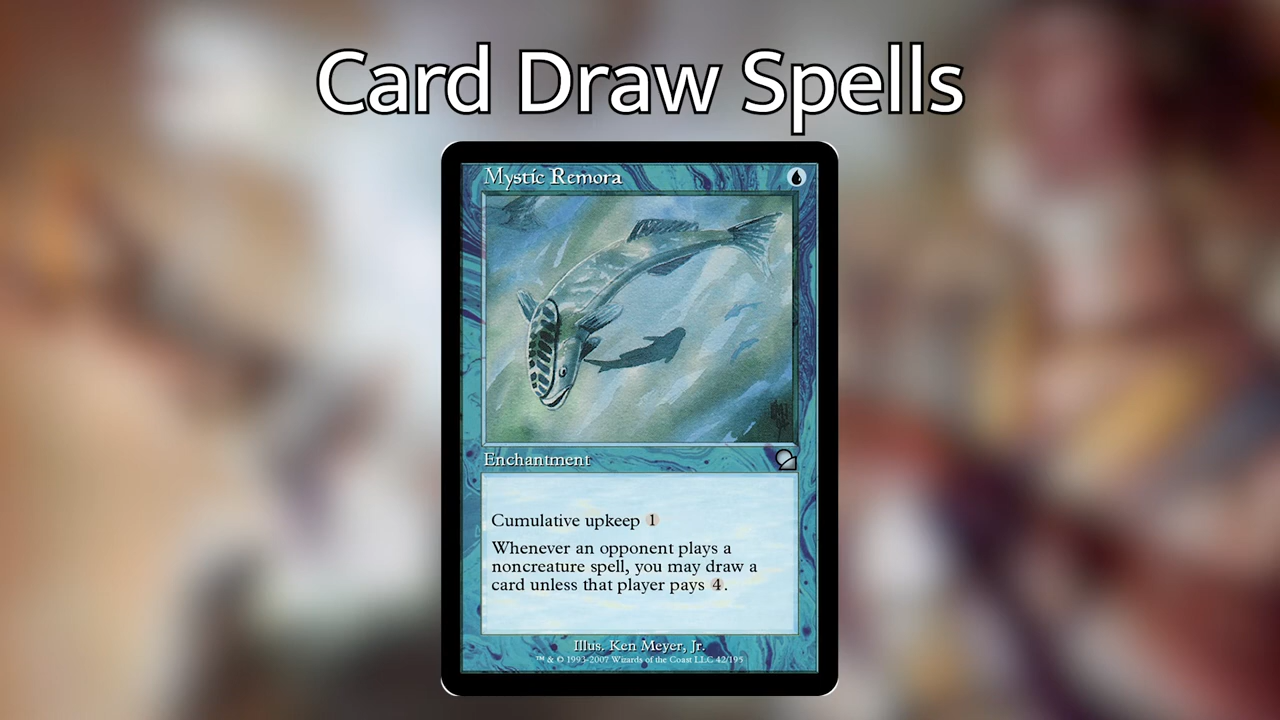 Card Draw Spells
Mystic Remora
Enchantment
Cumulative upkeep 1
Whenever an opponent plays a
noncreature spell, you may draw a
card unless that player pays 4.
Illus. Ken Meyer, Jr.
™ & © 1993-2007 Wizards of the Coast LLC 42/195